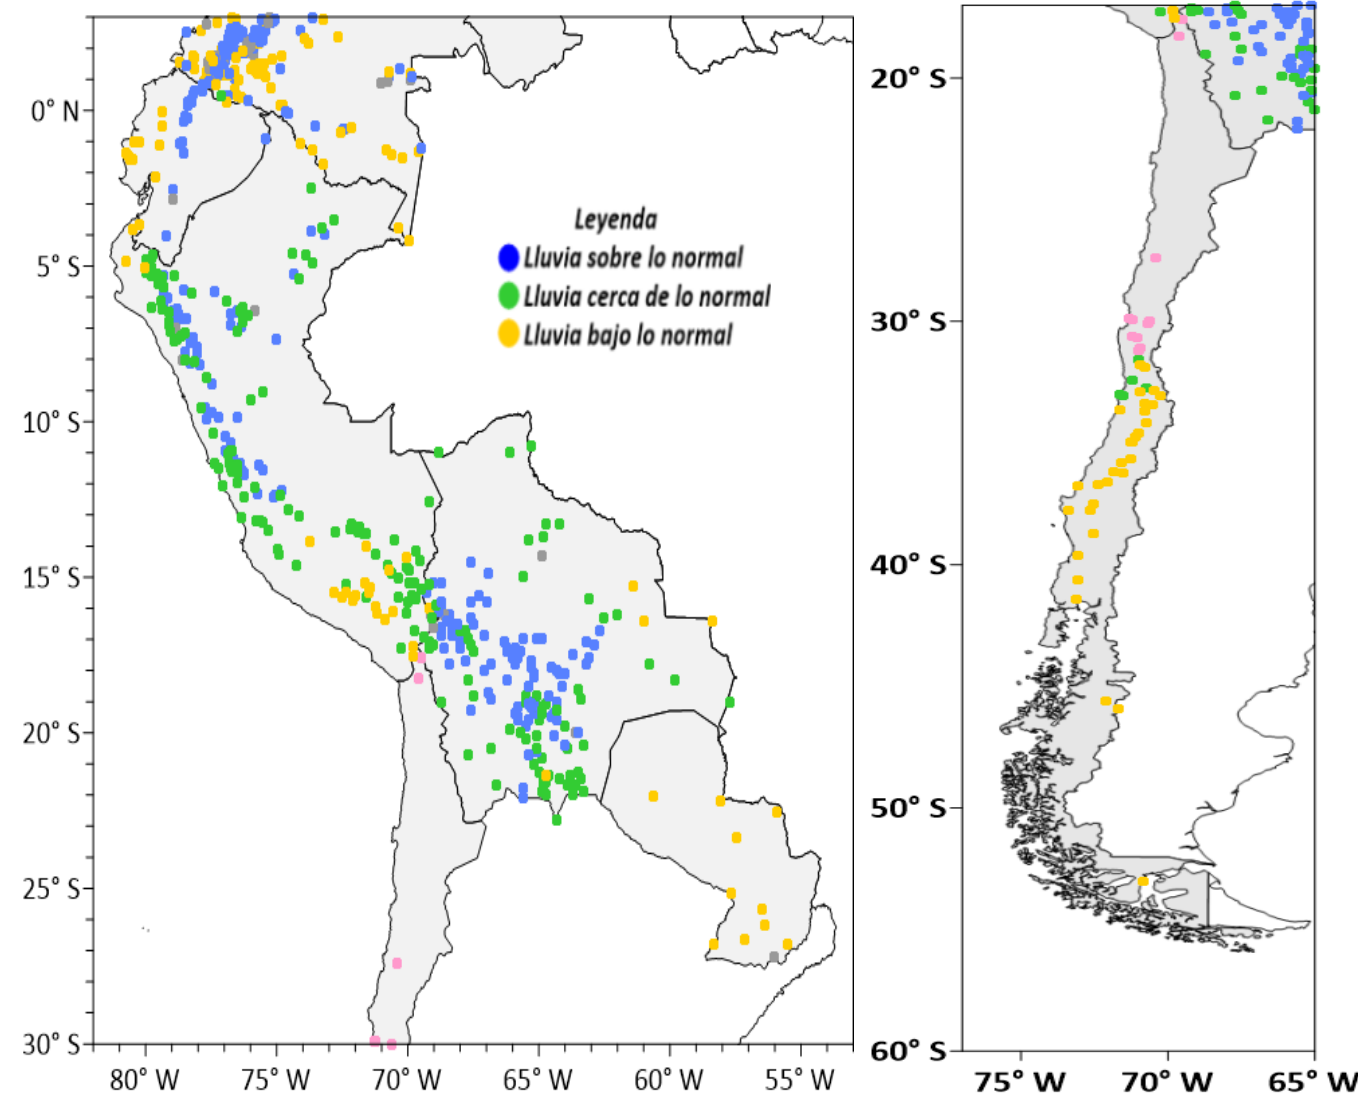 0° N
5° S
10° S
15° S
20° S
25° S
30° S
80° W
75° W
70° W
65° W
60° W
55° W
Leyenda
Lluvia sobre lo normal
Lluvia cerca de lo normal
Lluvia bajo lo normal
20° S
30° S
40° S
50° S
60° S
75° W
70° W
65° W